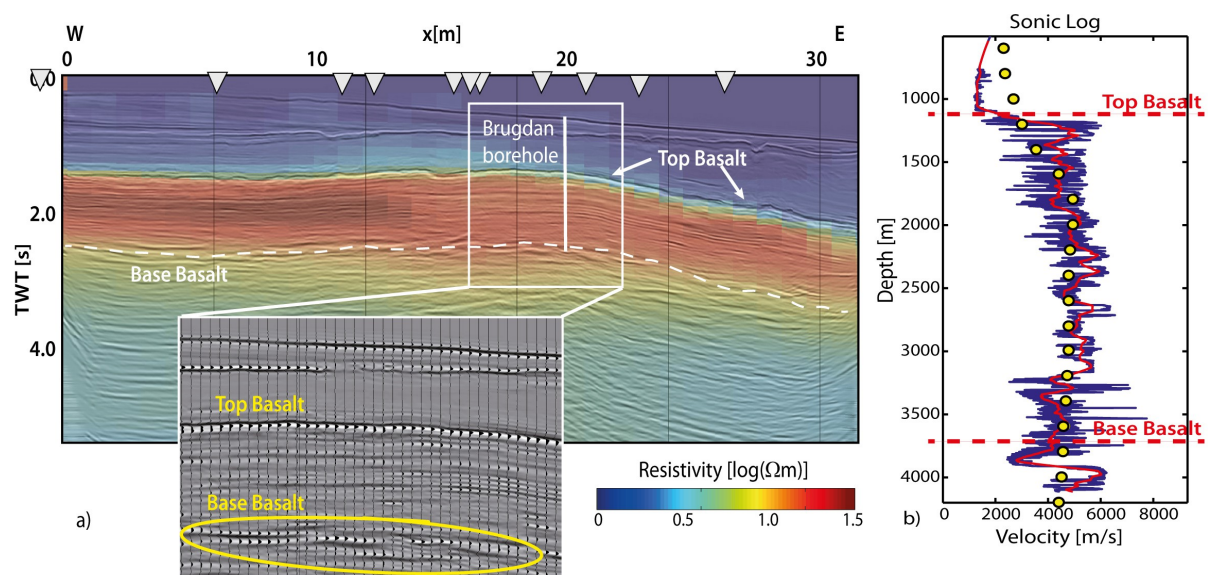 W
x[m]
E
0
10
20
30
0.0
2.0
4.0
TWT [s]
Brugdan
borehole
Top Basalt
Base Basalt
Top Basalt
Base Basalt
a)
Resistivity [log(Ωm)]
0
0.5
1.0
1.5
Sonic Log
Top Basalt
Base Basalt
1000
1500
2000
2500
3000
3500
4000
Depth [m]
0
2000
4000
6000
8000
Velocity [m/s]
b)